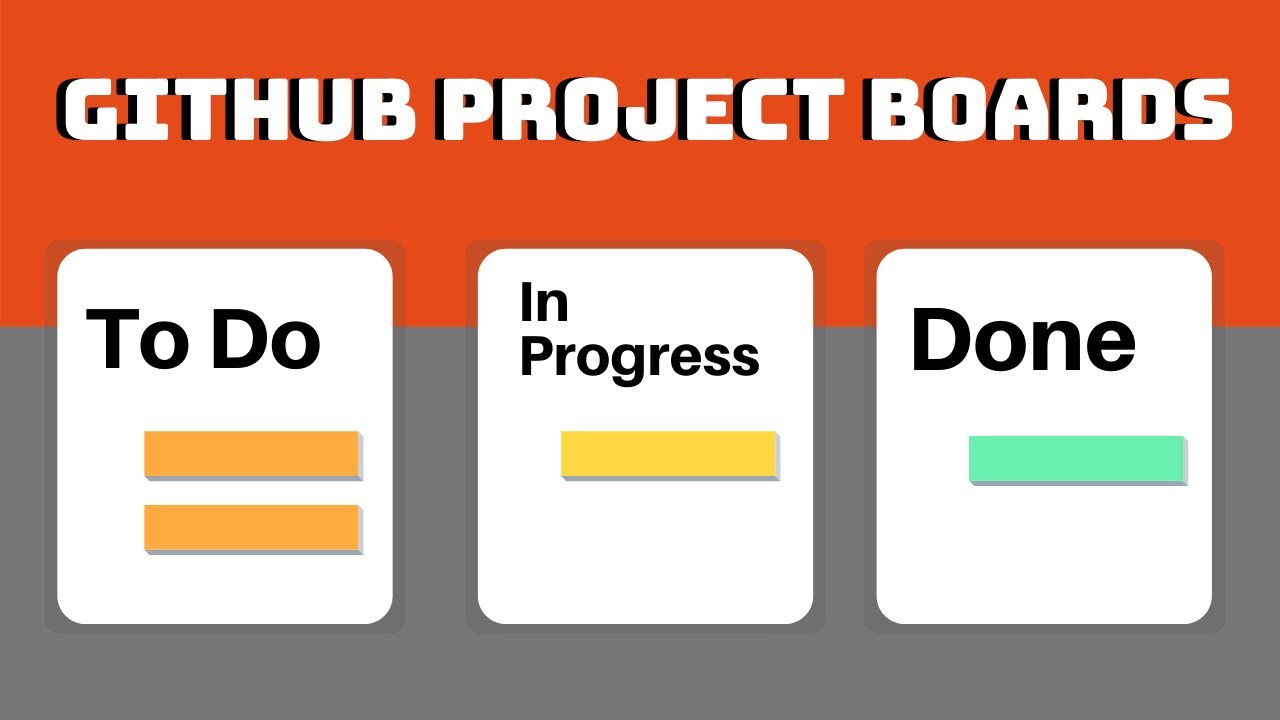 GITHUB PROJECT BOARDS
To Do
In
Progress
Done